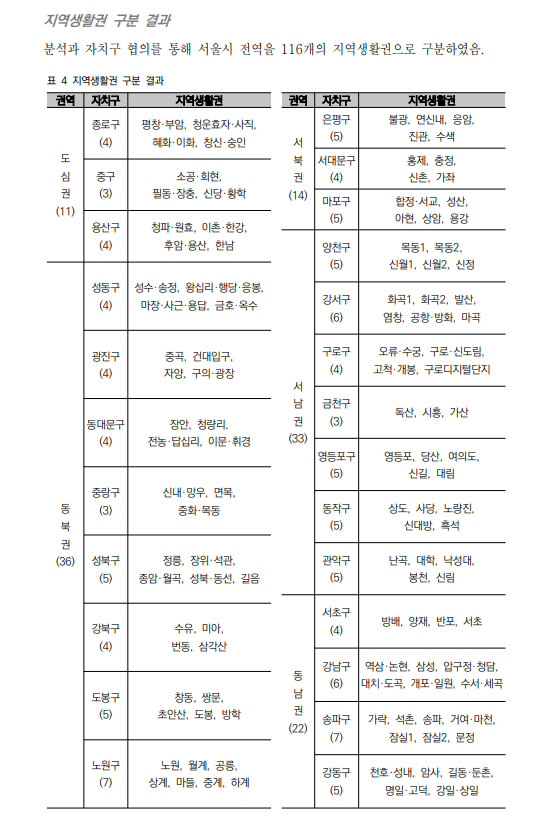 지역생활권 구분 결과
분석과 자치구 협의를 통해 서울시 전역을 116개의 지역생활권으로 구분하였음.
표 4 지역생활권 구분 결과
권역 자치구 지역생활권
도심권 (11)
종로구 (4)
평창·부암, 청운효자·사직,
혜화·이화, 창신·숭인
중구 (3)
소공·회현,
필동·장충, 신당·황학
용산구 (4)
청파·원효, 이촌·한강,
후암·용산, 한남
동북권 (36)
성동구 (4)
성수·송정, 왕십리·행당·응봉,
마장·사근·용답, 금호·옥수
광진구 (4)
중곡, 건대입구,
자양, 구의·광장
동대문구 (4)
장안, 청량리,
전농·답십리, 이문·휘경
중랑구 (3)
신내·망우, 면목,
중화·묵동
성북구 (5)
정릉, 장위·석관,
종암·월곡, 성북·동선, 길음
강북구 (4)
수유, 미아,
번동, 삼각산
도봉구 (5)
창동, 쌍문,
초안산, 도봉, 방학
노원구 (7)
노원, 월계, 공릉,
상계, 마들, 중계, 하계
권역 자치구 지역생활권
서북권 (14)
은평구 (5)
불광, 연신내, 응암,
진관, 수색
서대문구 (4)
홍제, 충정,
신촌, 가좌
마포구 (5)
합정·서교, 성산,
아현, 상암, 용강
서남권 (33)
양천구 (5)
목동1, 목동2,
신월1, 신월2, 신정
강서구 (6)
화곡1, 화곡2, 발산,
염창, 공항·방화, 마곡
구로구 (4)
오류·수궁, 구로·신도림,
고척·개봉, 구로디지털단지
금천구 (3)
독산, 시흥, 가산
영등포구 (5)
영등포, 당산, 여의도,
신길, 대림
동작구 (5)
상도, 사당, 노량진,
신대방, 흑석
관악구 (5)
난곡, 대학, 낙성대,
봉천, 신림
동남권 (22)
서초구 (4)
방배, 양재, 반포, 서초
강남구 (6)
역삼·논현, 삼성, 압구정·청담,
대치·도곡, 개포·일원, 수서·세곡
송파구 (7)
가락, 석촌, 송파, 거여·마천,
잠실1, 잠실2, 문정
강동구 (5)
천호·성내, 암사, 길동·둔촌,
명일·고덕, 강일·상일